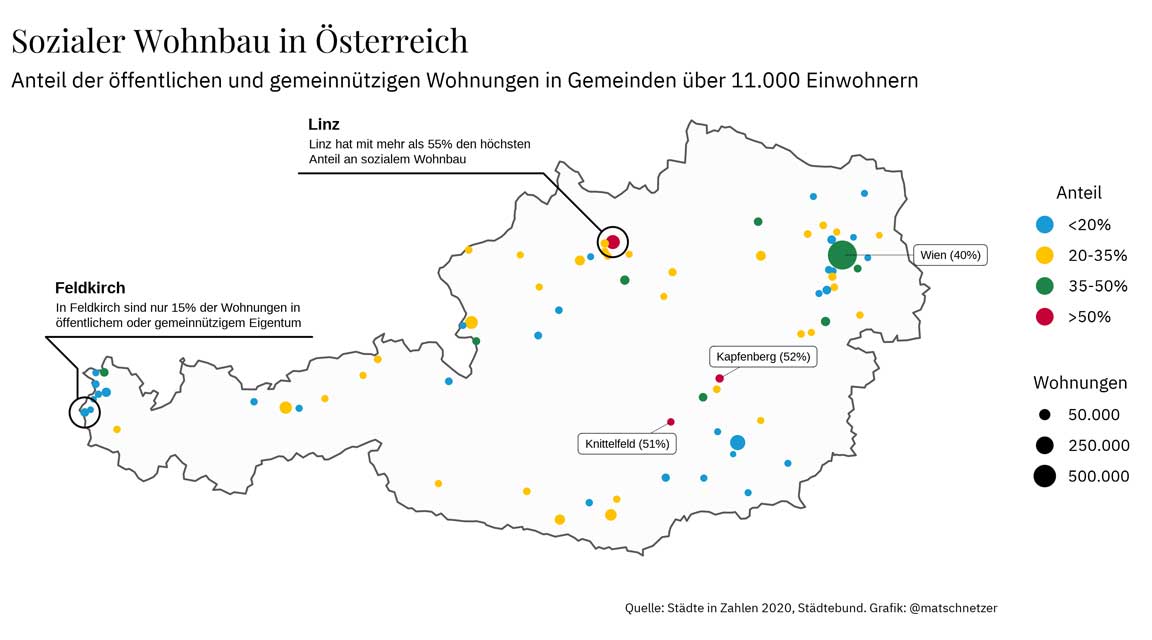 Sozialer Wohnbau in Österreich
Anteil der öffentlichen und gemeinnützigen Wohnungen in Gemeinden über 11.000 Einwohnern
Linz
Linz hat mit mehr als 55% den höchsten
Anteil an sozialem Wohnbau
Feldkirch
In Feldkirch sind nur 15% der Wohnungen in
öffentlichem oder gemeinnützigem Eigentum
Wien (40%)
Kapfenberg (52%)
Knittelfeld (51%)
Anteil
<20%
20-35%
35-50%
>50%
Wohnungen
50.000
250.000
500.000
Quelle: Städte in Zahlen 2020, Städtebund. Grafik: @matschnetzer